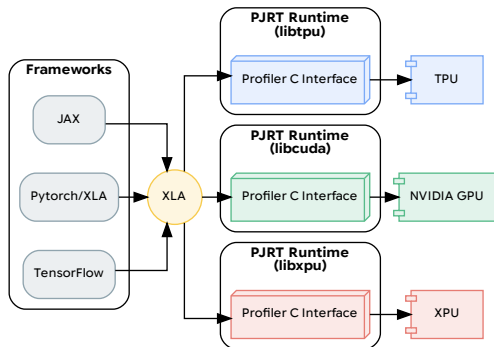 Frameworks
JAX
Pytorch/XLA
TensorFlow
XLA
PJRT Runtime
(libtpu)
Profiler C Interface
TPU
PJRT Runtime
(libcuda)
Profiler C Interface
NVIDIA GPU
PJRT Runtime
(libxpu)
Profiler C Interface
XPU